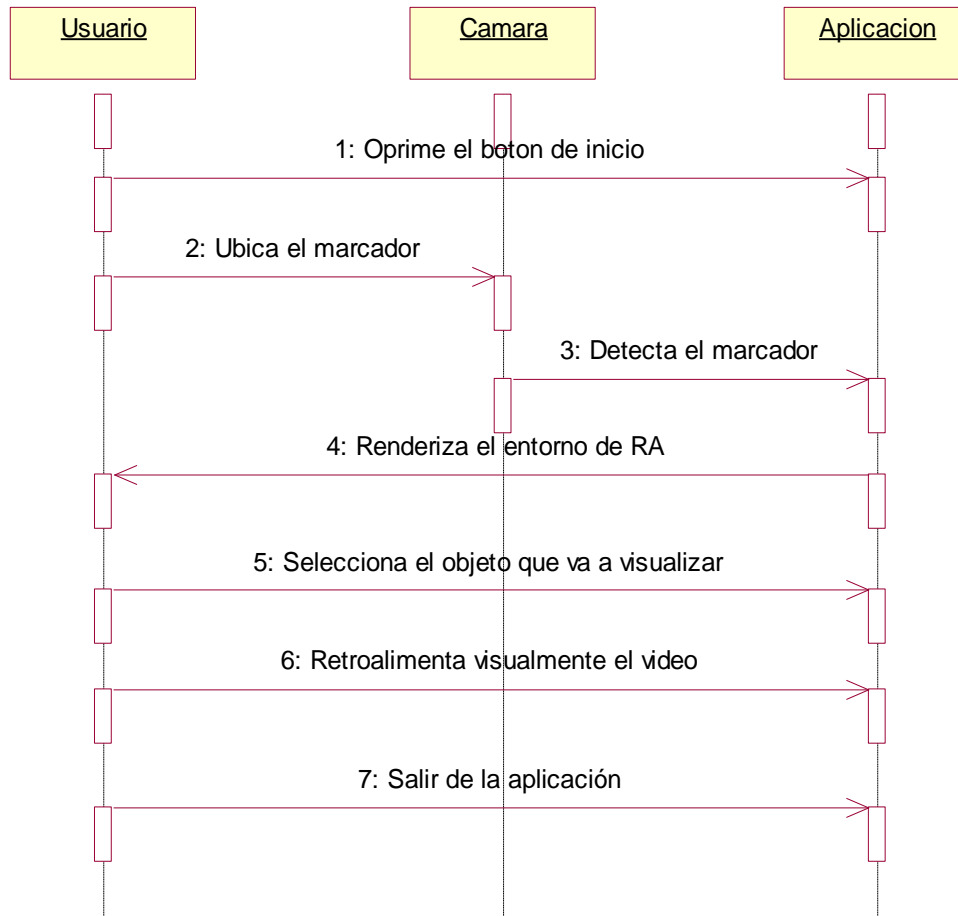 Usuario
Camara
Aplicacion
1: Oprime el boton de inicio
2: Ubica el marcador
3: Detecta el marcador
4: Renderiza el entorno de RA
5: Selecciona el objeto que va a visualizar
6: Retroalimenta visualmente el video
7: Salir de la aplicación